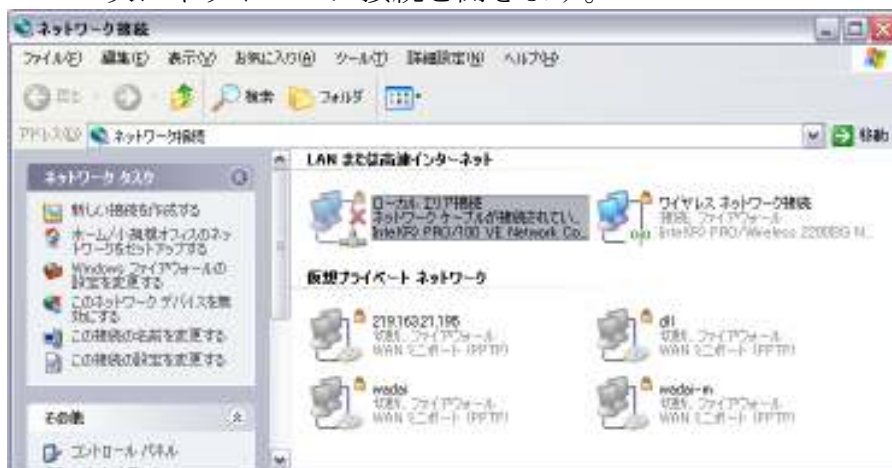 ネットワーク接続
ファイル(F) 編集(E) 表示(V) お気に入り(A) ツール(T) 詳細設定(N) ヘルプ(H)
戻る 検索 フォルダ
アドレス(D) ネットワーク接続 移動
ネットワーク タスク
新しい接続を作成する
ホーム/小規模オフィスのネットワークをセットアップする
Windows ファイアウォールの設定を変更する
このネットワーク デバイスを無効にする
この接続の名前を変更する
この接続の設定を変更する
その他
コントロール パネル
LAN または高速インターネット
ローカル エリア接続
ネットワーク ケーブルが接続されてい...
Intel(R) PRO/100 VE Network Co...
ワイヤレス ネットワーク接続
接続, ファイアウォール
Intel(R) PRO/Wireless 2200BG N...
仮想プライベート ネットワーク
219.163.21.195
切断, ファイアウォール
WAN ミニポート (PPTP)
dll
切断, ファイアウォール
WAN ミニポート (PPTP)
wadai
切断, ファイアウォール
WAN ミニポート (PPTP)
wadai-m
切断, ファイアウォール
WAN ミニポート (PPTP)